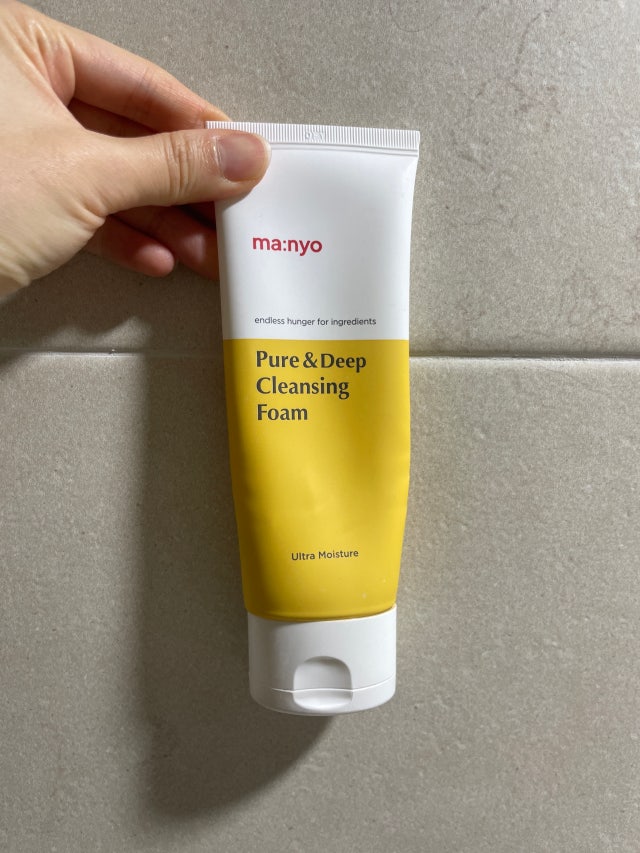 ma:nyo
endless hunger for ingredients
Pure & Deep
Cleansing
Foam
Ultra Moisture